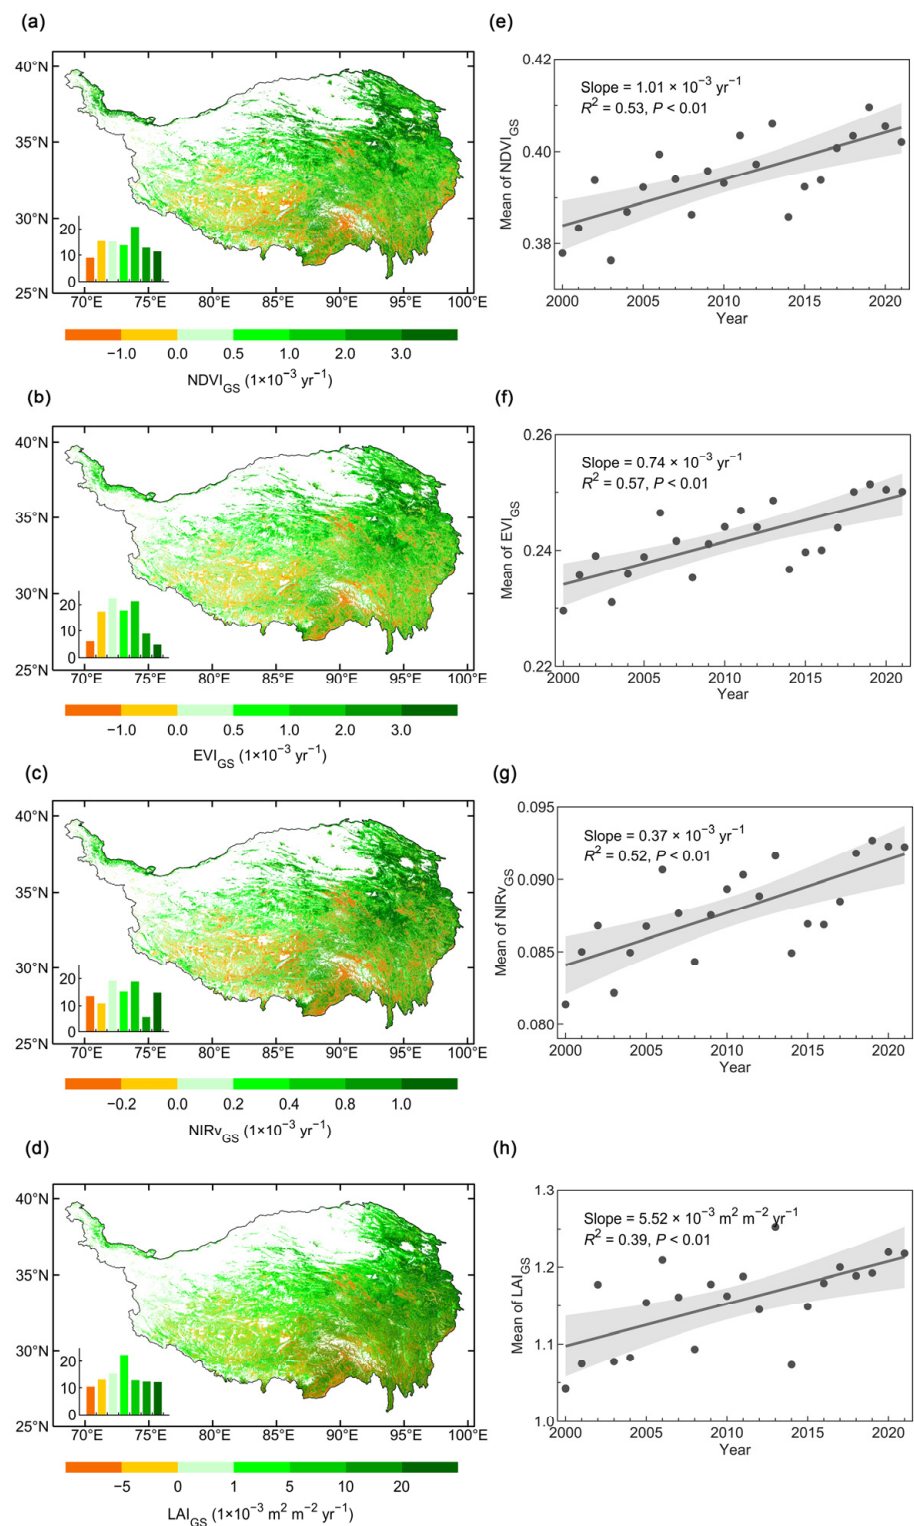 (a)
40°N
35°N
30°N
25°N
20
10
0
70°E 75°E 80°E 85°E 90°E 95°E 100°E
−1.0 0.0 0.5 1.0 2.0 3.0
NDVI_GS (1×10⁻³ yr⁻¹)
(e)
0.42
0.40
0.38
Mean of NDVI_GS
Slope = 1.01 × 10⁻³ yr⁻¹
R² = 0.53, P < 0.01
2000 2005 2010 2015 2020
Year
(b)
40°N
35°N
30°N
25°N
20
10
0
70°E 75°E 80°E 85°E 90°E 95°E 100°E
−1.0 0.0 0.5 1.0 2.0 3.0
EVI_GS (1×10⁻³ yr⁻¹)
(f)
0.26
0.24
0.22
Mean of EVI_GS
Slope = 0.74 × 10⁻³ yr⁻¹
R² = 0.57, P < 0.01
2000 2005 2010 2015 2020
Year
(c)
40°N
35°N
30°N
25°N
20
10
0
70°E 75°E 80°E 85°E 90°E 95°E 100°E
−0.2 0.0 0.2 0.4 0.8 1.0
NIRv_GS (1×10⁻³ yr⁻¹)
(g)
0.095
0.090
0.085
0.080
Mean of NIRv_GS
Slope = 0.37 × 10⁻³ yr⁻¹
R² = 0.52, P < 0.01
2000 2005 2010 2015 2020
Year
(d)
40°N
35°N
30°N
25°N
20
10
0
70°E 75°E 80°E 85°E 90°E 95°E 100°E
−5 0 1 5 10 20
LAI_GS (1×10⁻³ m² m⁻² yr⁻¹)
(h)
1.3
1.2
1.1
1.0
Mean of LAI_GS
Slope = 5.52 × 10⁻³ m² m⁻² yr⁻¹
R² = 0.39, P < 0.01
2000 2005 2010 2015 2020
Year